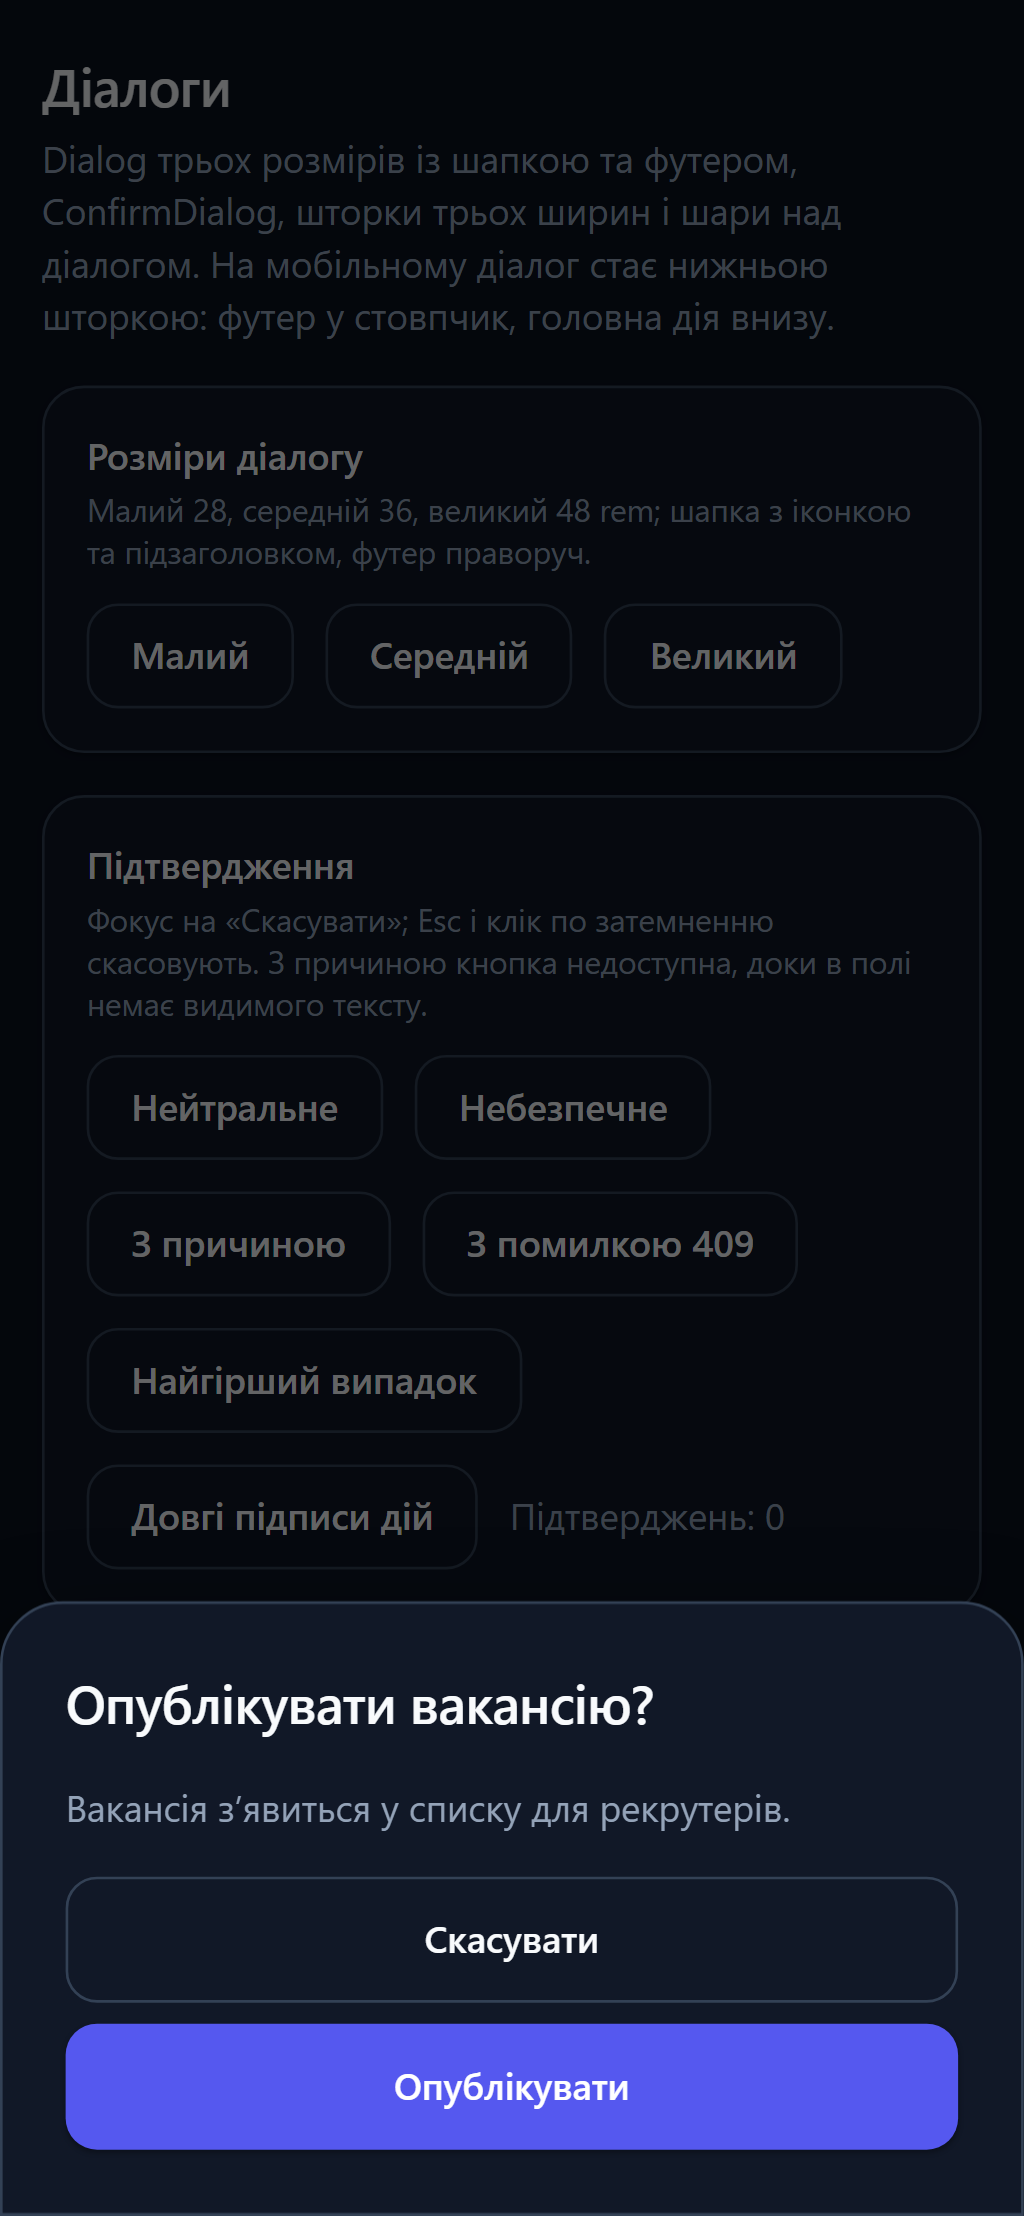 Діалоги
Dialog трьох розмірів із шапкою та футером,
ConfirmDialog, шторки трьох ширин і шари над
діалогом. На мобільному діалог стає нижньою
шторкою: футер у стовпчик, головна дія внизу.
Розміри діалогу
Малий 28, середній 36, великий 48 rem; шапка з іконкою
та підзаголовком, футер праворуч.
Малий
Середній
Великий
Підтвердження
Фокус на «Скасувати»; Esc і клік по затемненню
скасовують. З причиною кнопка недоступна, доки в полі
немає видимого тексту.
Нейтральне
Небезпечне
З причиною
З помилкою 409
Найгірший випадок
Довгі підписи дій
Підтверджень: 0
Опублікувати вакансію?
Вакансія з’явиться у списку для рекрутерів.
Скасувати
Опублікувати